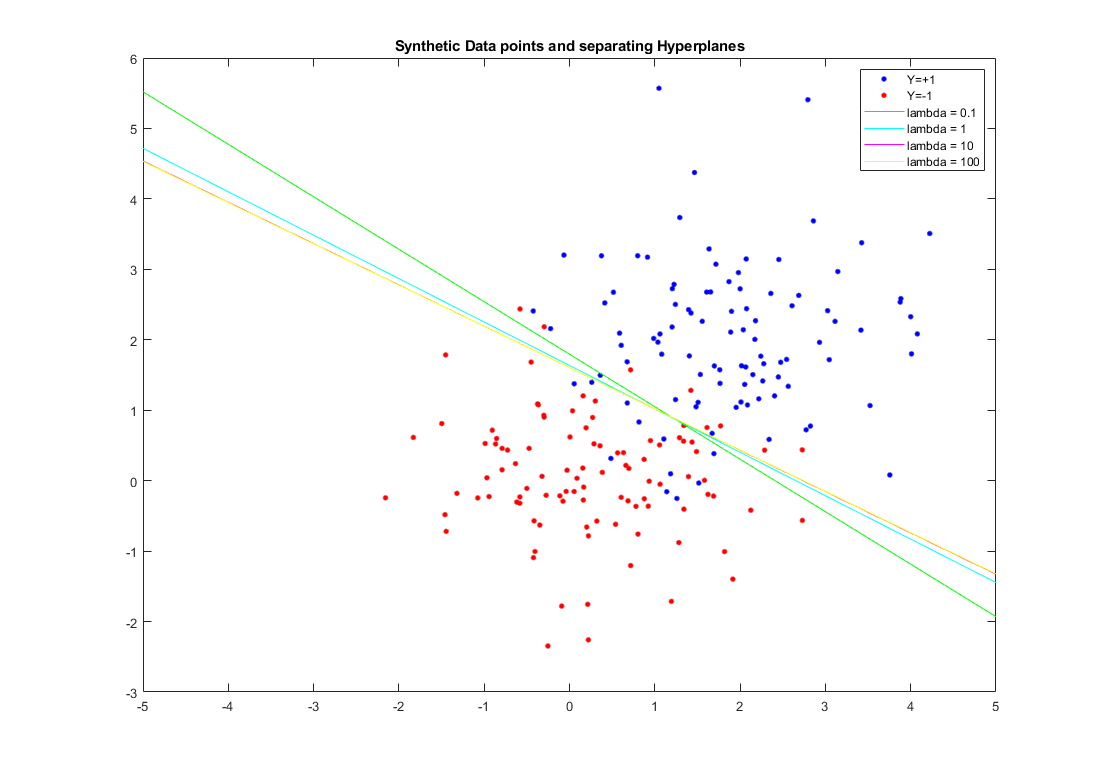 Synthetic Data points and separating Hyperplanes
6
5
4
3
2
1
0
-1
-2
-3
-5 -4 -3 -2 -1 0 1 2 3 4 5
Y=+1
Y=-1
lambda = 0.1
lambda = 1
lambda = 10
lambda = 100